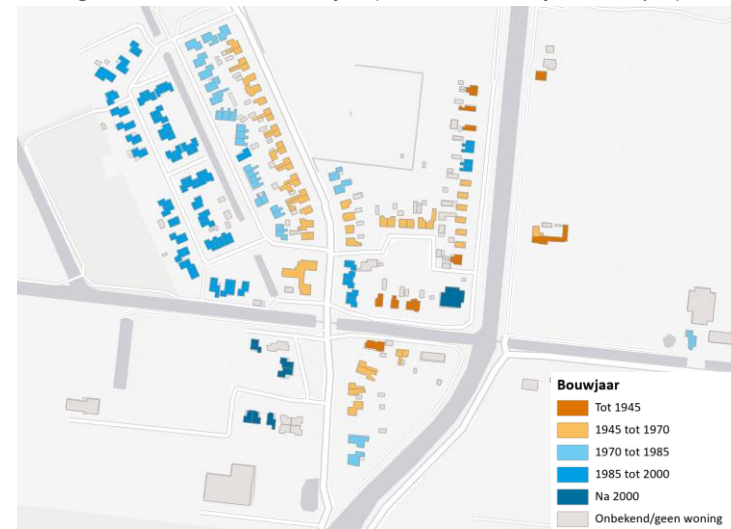 Bouwjaar
Tot 1945
1945 tot 1970
1970 tot 1985
1985 tot 2000
Na 2000
Onbekend/geen woning